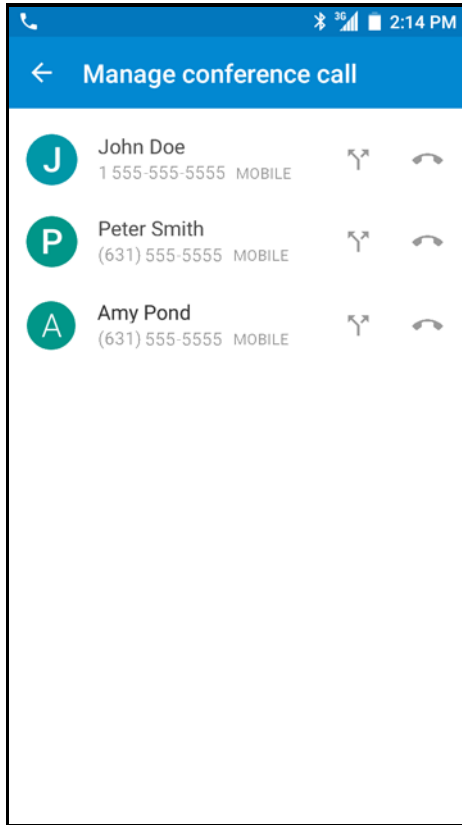 3G 2:14 PM
Manage conference call
J John Doe
1 555-555-5555 MOBILE
P Peter Smith
(631) 555-5555 MOBILE
A Amy Pond
(631) 555-5555 MOBILE